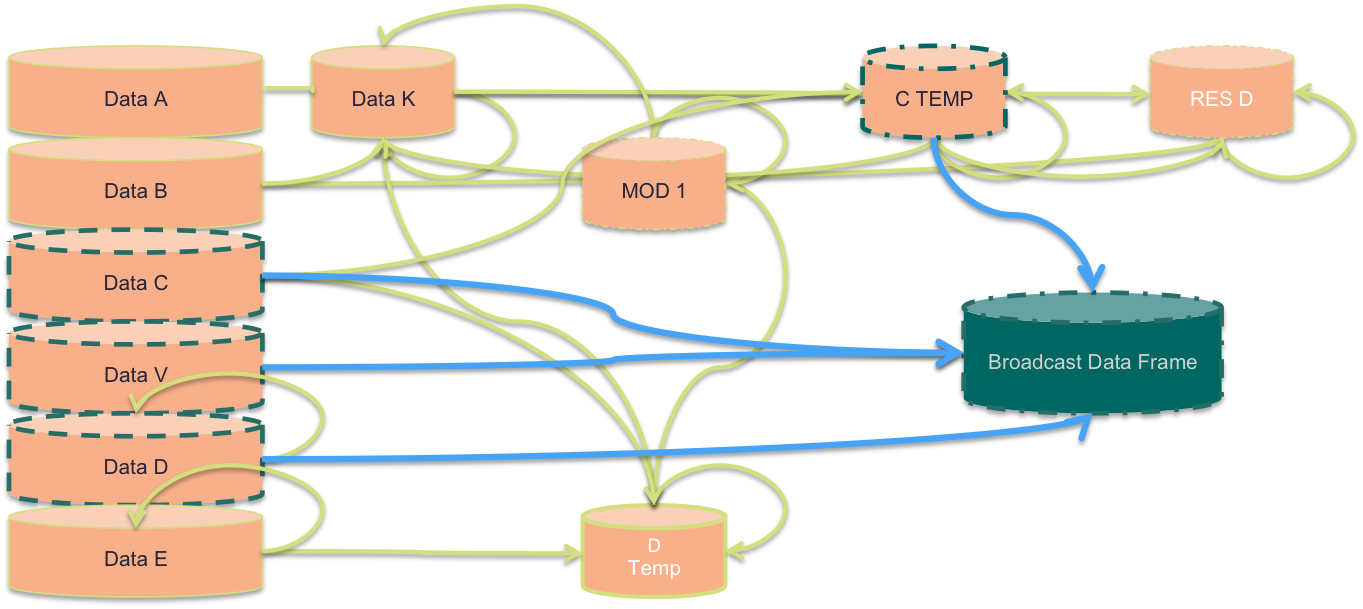 Data A
Data K
C TEMP
RES D
Data B
MOD 1
Data C
Data V
Broadcast Data Frame
Data D
Data E
D
Temp